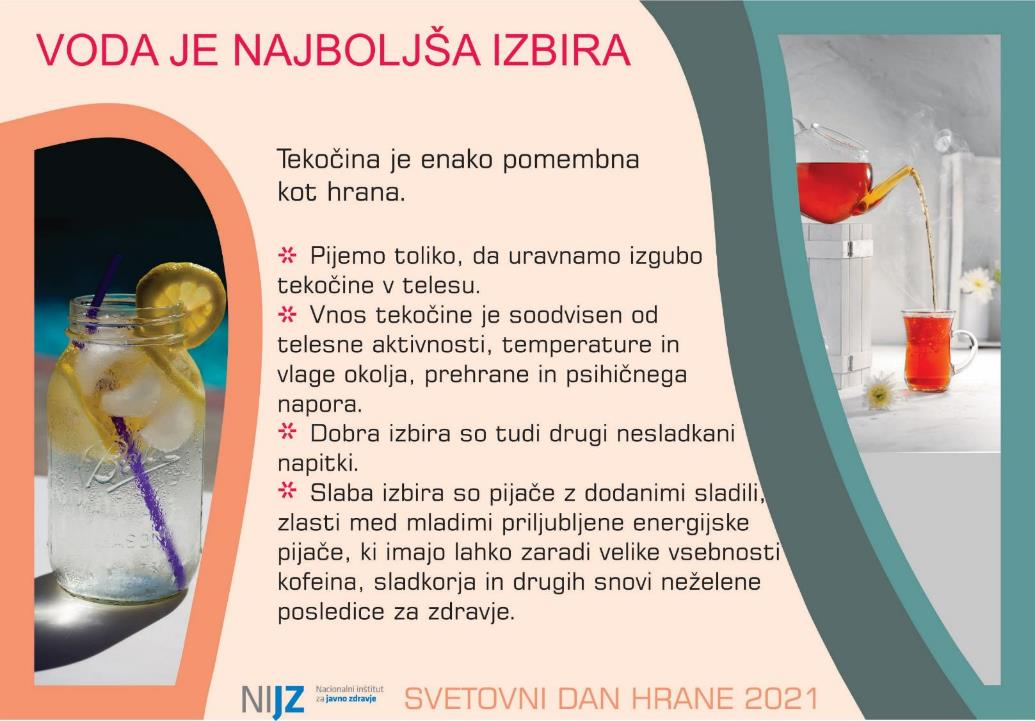 VODA JE NAJBOLJŠA IZBIRA
Tekočina je enako pomembna
kot hrana.
* Pijemo toliko, da uravnamo izgubo
tekočine v telesu.
* Vnos tekočine je soodvisen od
telesne aktivnosti, temperature in
vlage okolja, prehrane in psihičnega
napora.
* Dobra izbira so tudi drugi nesladkani
napitki.
* Slaba izbira so pijače z dodanimi sladili,
zlasti med mladimi priljubljene energijske
pijače, ki imajo lahko zaradi velike vsebnosti
kofeina, sladkorja in drugih snovi neželene
posledice za zdravje.
NIJZ
Nacionalni inštitut
za javno zdravje
SVETOVNI DAN HRANE 2021